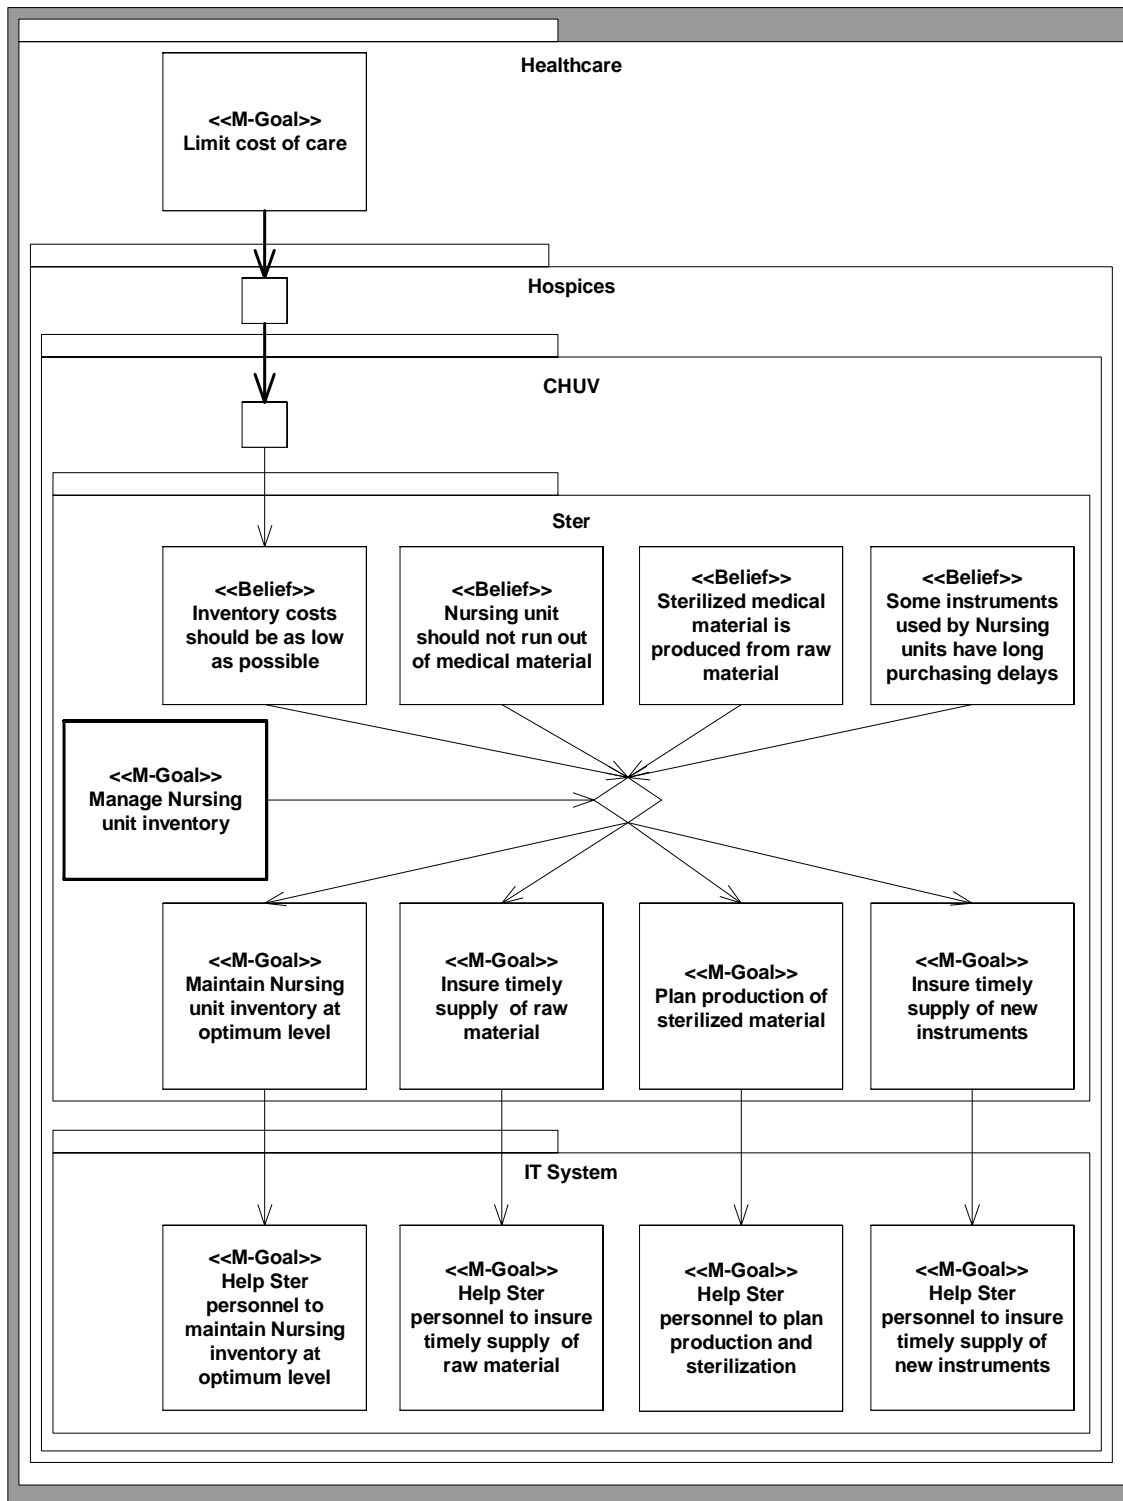 Healthcare
<<M-Goal>>
Limit cost of care
Hospices
CHUV
Ster
<<Belief>>
Inventory costs
should be as low
as possible
<<Belief>>
Nursing unit
should not run out
of medical material
<<Belief>>
Sterilized medical
material is
produced from raw
material
<<Belief>>
Some instruments
used by Nursing
units have long
purchasing delays
<<M-Goal>>
Manage Nursing
unit inventory
<<M-Goal>>
Maintain Nursing
unit inventory at
optimum level
<<M-Goal>>
Insure timely
supply of raw
material
<<M-Goal>>
Plan production of
sterilized material
<<M-Goal>>
Insure timely
supply of new
instruments
IT System
<<M-Goal>>
Help Ster
personnel to
maintain Nursing
inventory at
optimum level
<<M-Goal>>
Help Ster
personnel to insure
timely supply of
raw material
<<M-Goal>>
Help Ster
personnel to plan
production and
sterilization
<<M-Goal>>
Help Ster
personnel to insure
timely supply of
new instruments